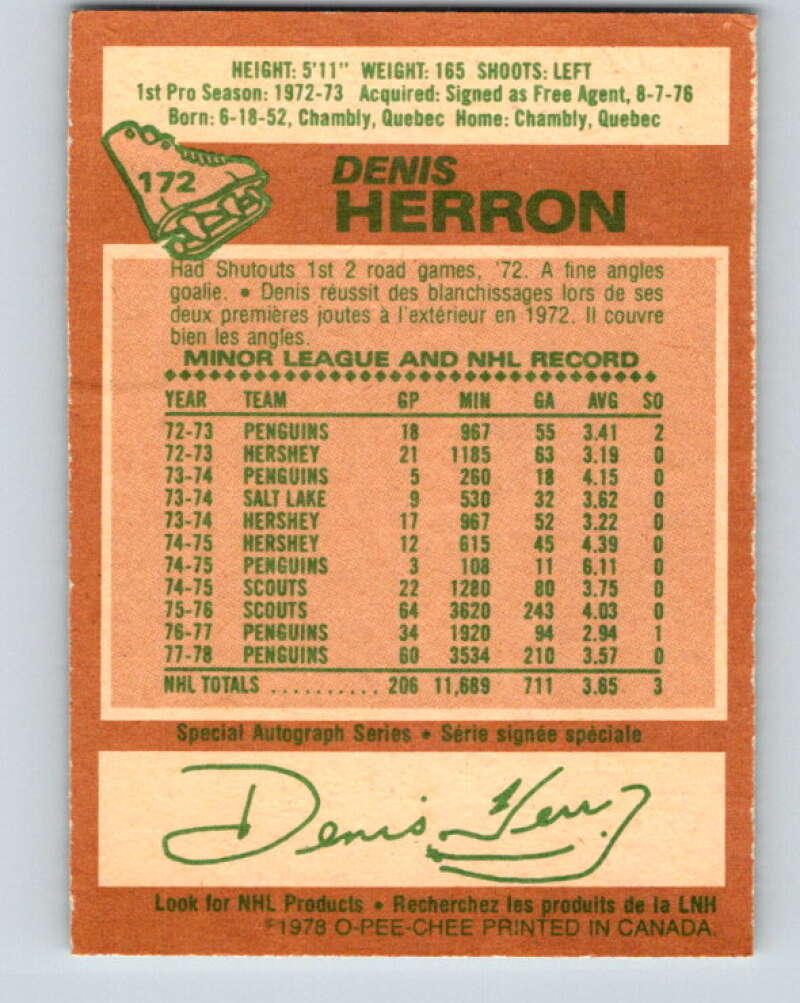 HEIGHT: 5'11" WEIGHT: 165 SHOOTS: LEFT
1st Pro Season: 1972-73 Acquired: Signed as Free Agent, 8-7-76
Born: 6-18-52, Chambly, Quebec Home: Chambly, Quebec
172
DENIS
HERRON
Had Shutouts 1st 2 road games, '72. A fine angles
goalie. • Denis réussit des blanchissages lors de ses
deux premières joutes à l'extérieur en 1972. Il couvre
bien les angles.
MINOR LEAGUE AND NHL RECORD
YEAR TEAM GP MIN GA AVG SO
72-73 PENGUINS 18 967 55 3.41 2
72-73 HERSHEY 21 1185 63 3.19 0
73-74 PENGUINS 5 260 18 4.15 0
73-74 SALT LAKE 9 530 32 3.62 0
73-74 HERSHEY 17 967 52 3.22 0
74-75 HERSHEY 12 615 45 4.39 0
74-75 PENGUINS 3 108 11 6.11 0
74-75 SCOUTS 22 1280 80 3.75 0
75-76 SCOUTS 64 3620 243 4.03 0
76-77 PENGUINS 34 1920 94 2.94 1
77-78 PENGUINS 60 3534 210 3.57 0
NHL TOTALS .......... 206 11,689 711 3.65 3
Special Autograph Series • Série signée spéciale
Denis Herr
Look for NHL Products • Recherchez les produits de la LNH
©1978 O-PEE-CHEE PRINTED IN CANADA.